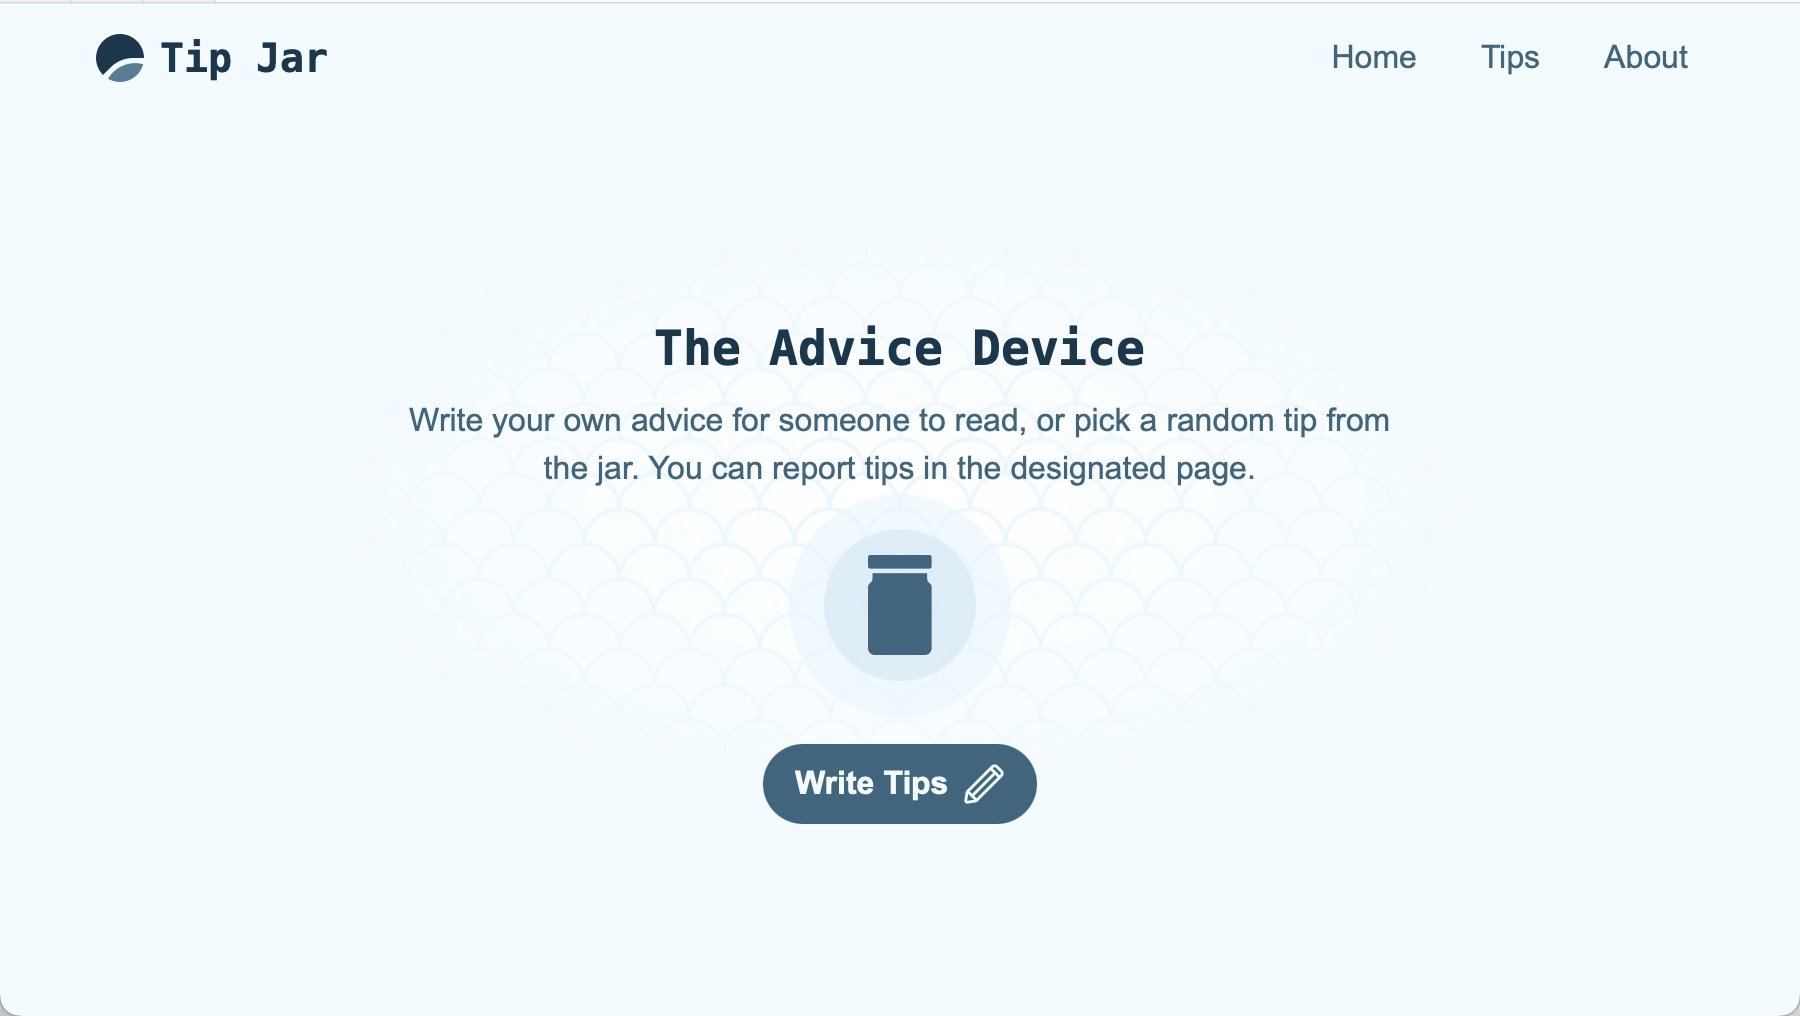 Tip Jar
Home Tips About
The Advice Device
Write your own advice for someone to read, or pick a random tip from
the jar. You can report tips in the designated page.
Write Tips